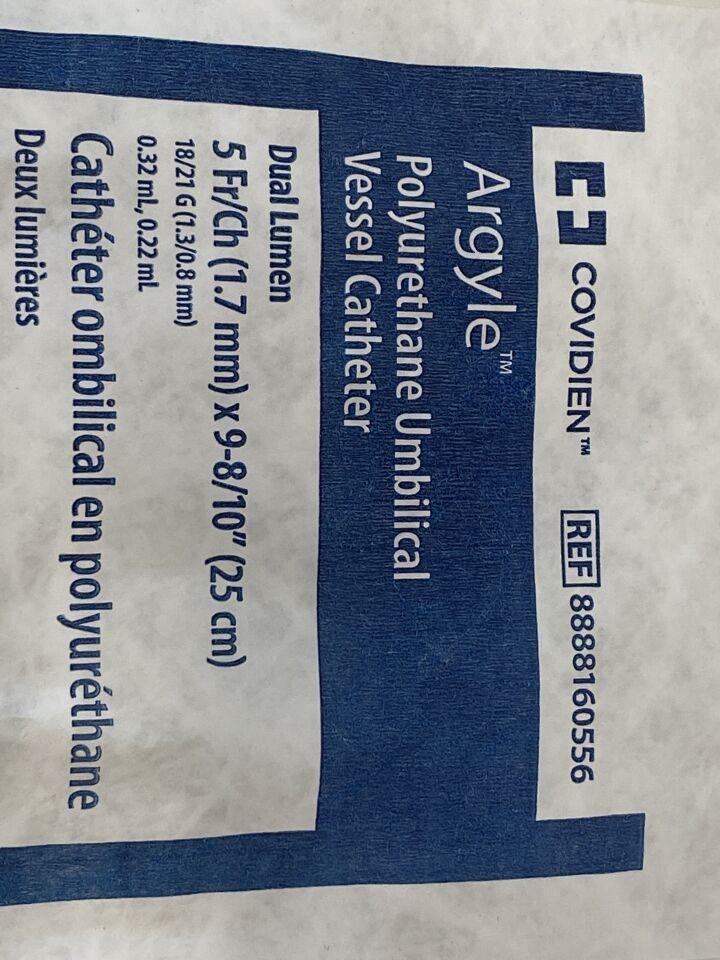 COVIDIEN™ REF 8888160556
Argyle™
Polyurethane Umbilical
Vessel Catheter
Dual Lumen
5 Fr/Ch (1.7 mm) x 9-8/10" (25 cm)
18/21 G (1.3/0.8 mm)
0.32 mL, 0.22 mL
Cathéter ombilical en polyuréthane
Deux lumières